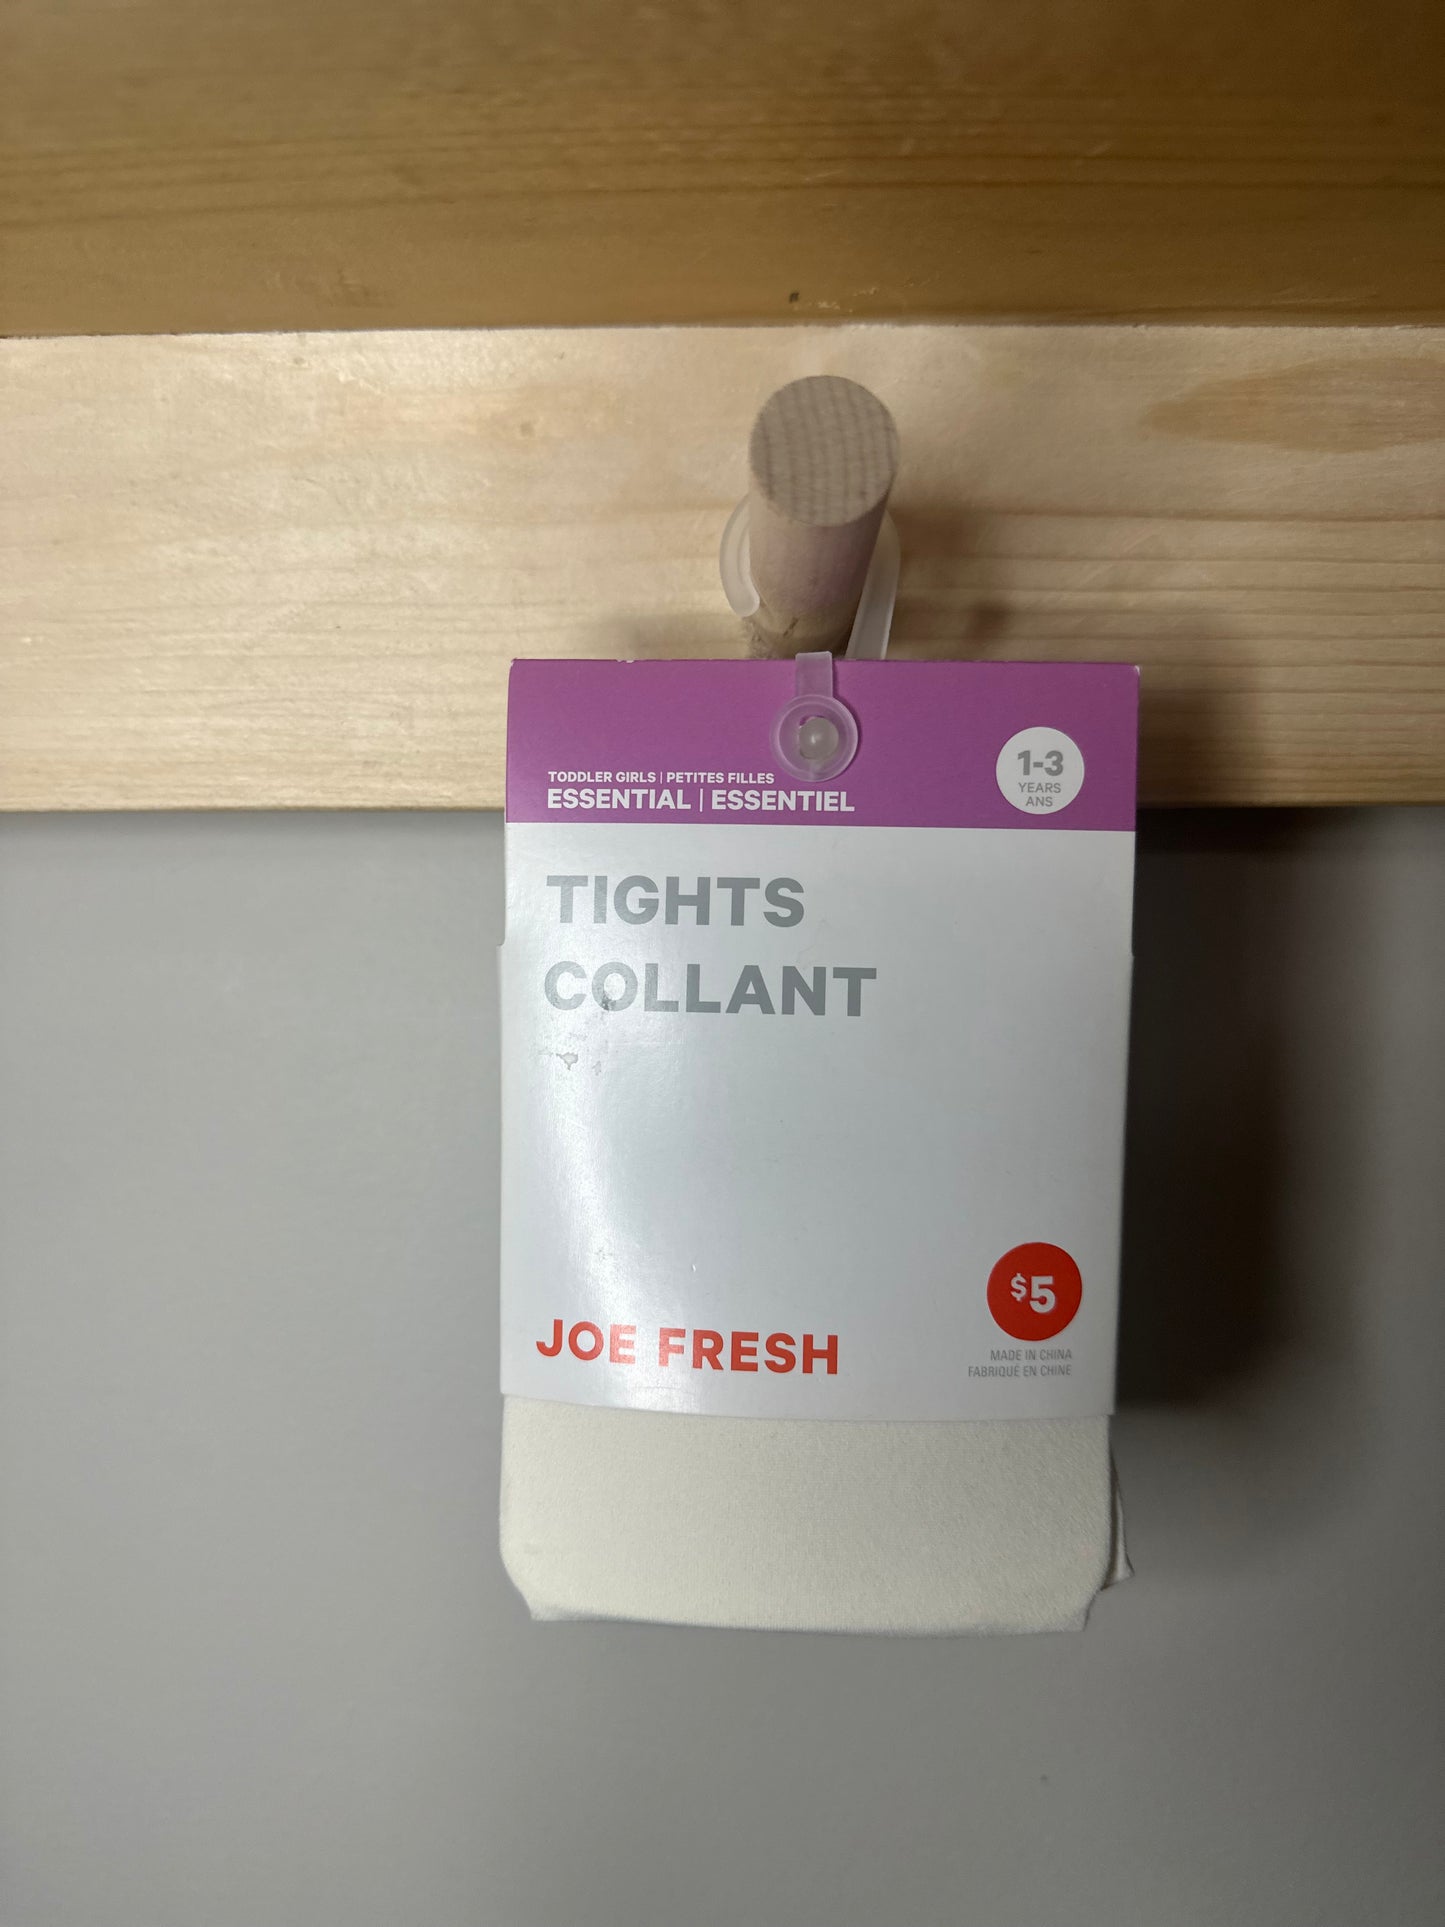 TODDLER GIRLS | PETITES FILLES
ESSENTIAL | ESSENTIEL
1-3
YEARS
ANS
TIGHTS
COLLANT
$5
JOE FRESH
MADE IN CHINA
FABRIQUÉ EN CHINE